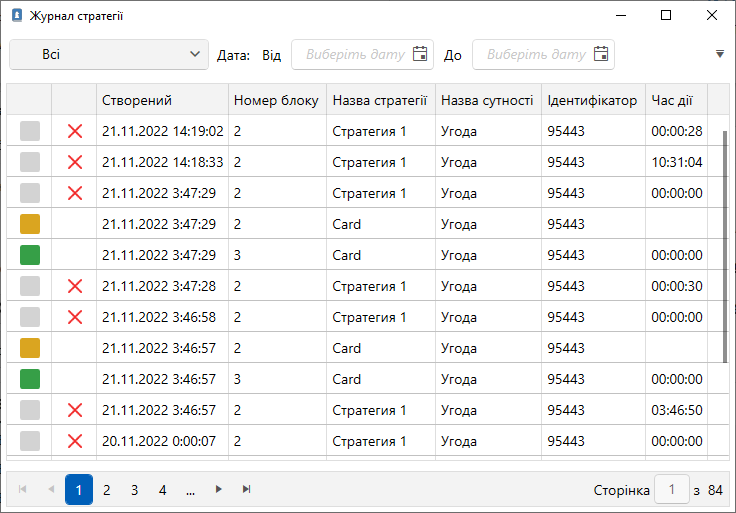 Журнал стратегії
Всі Дата: Від Виберіть дату До Виберіть дату
Створений Номер блоку Назва стратегії Назва сутності Ідентифікатор Час дії
21.11.2022 14:19:02 2 Стратегия 1 Угода 95443 00:00:28
21.11.2022 14:18:33 2 Стратегия 1 Угода 95443 10:31:04
21.11.2022 3:47:29 2 Стратегия 1 Угода 95443 00:00:00
21.11.2022 3:47:29 2 Card Угода 95443
21.11.2022 3:47:29 3 Card Угода 95443 00:00:00
21.11.2022 3:47:28 2 Стратегия 1 Угода 95443 00:00:30
21.11.2022 3:46:58 2 Стратегия 1 Угода 95443 00:00:00
21.11.2022 3:46:57 2 Card Угода 95443
21.11.2022 3:46:57 3 Card Угода 95443 00:00:00
21.11.2022 3:46:57 2 Стратегия 1 Угода 95443 03:46:50
20.11.2022 0:00:07 2 Стратегия 1 Угода 95443 00:00:00
1 2 3 4 ... Сторінка 1 з 84